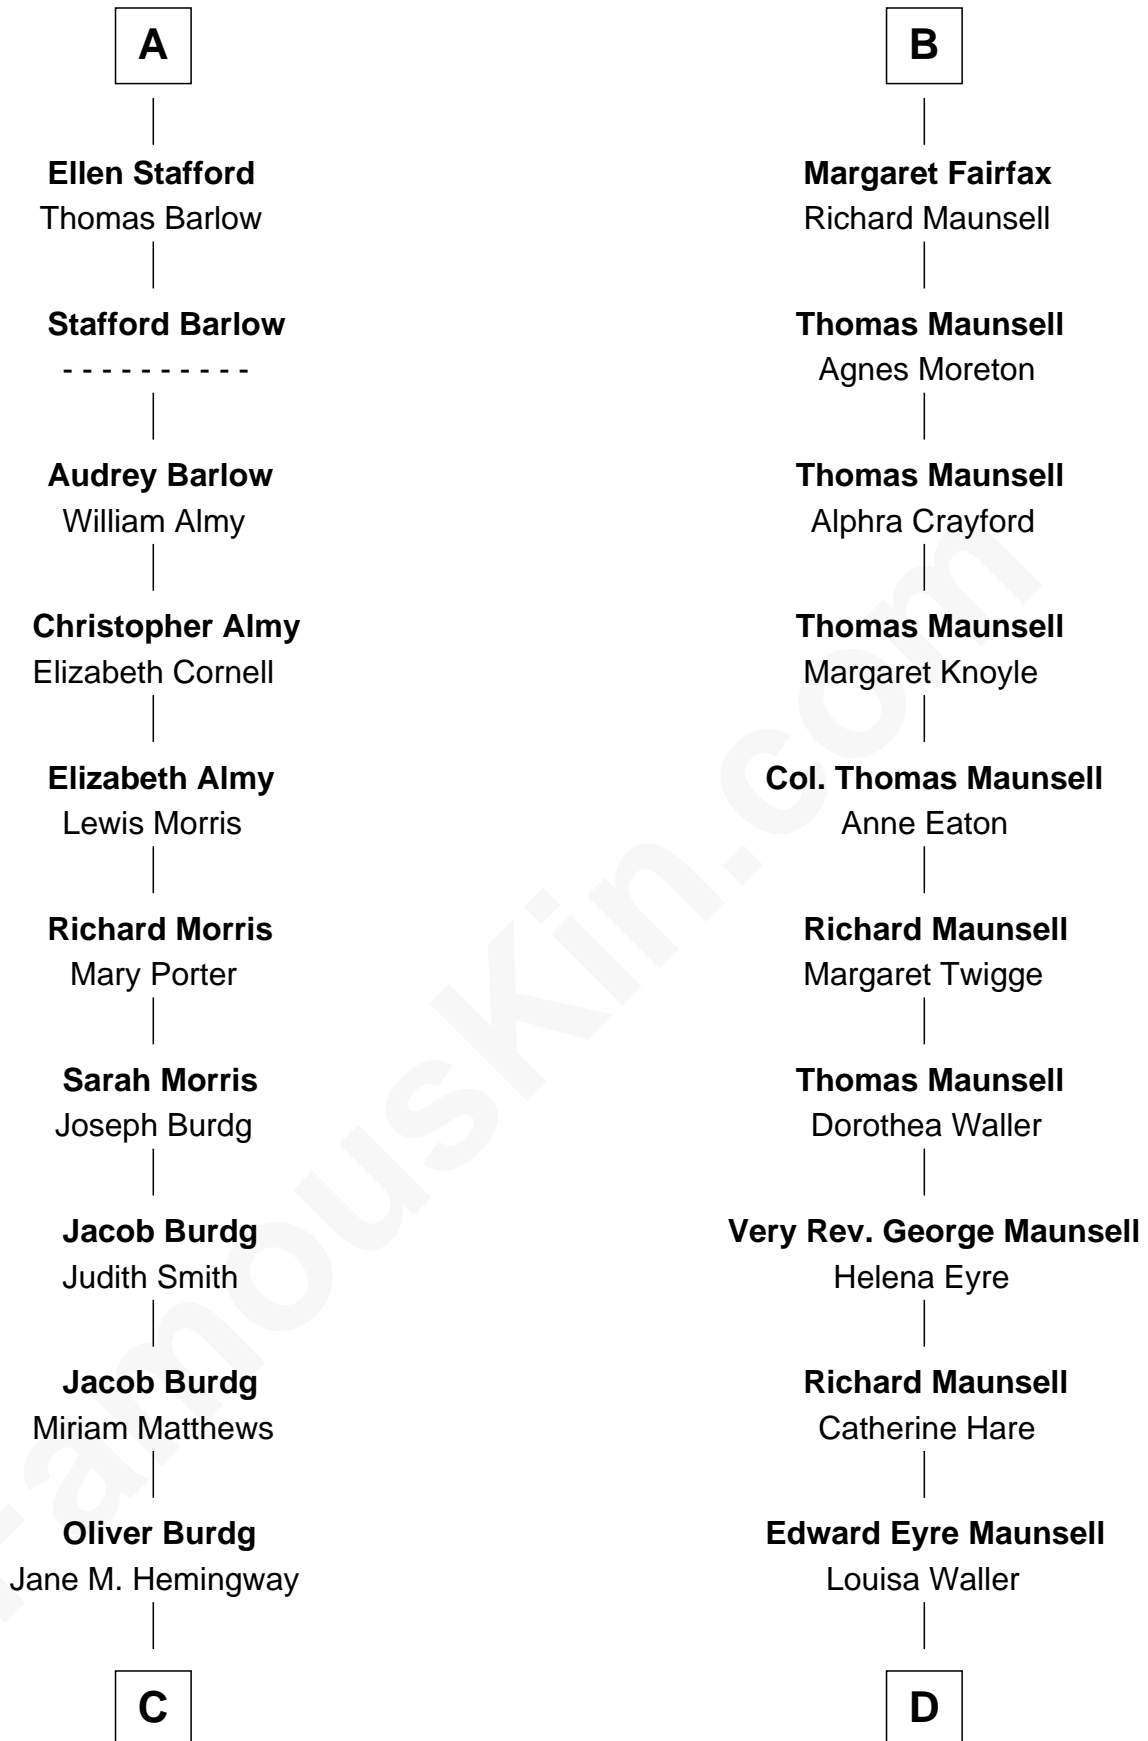 A
Ellen Stafford
Thomas Barlow
Stafford Barlow
- - - - - - - - - -
Audrey Barlow
William Almy
Christopher Almy
Elizabeth Cornell
Elizabeth Almy
Lewis Morris
Richard Morris
Mary Porter
Sarah Morris
Joseph Burdg
Jacob Burdg
Judith Smith
Jacob Burdg
Miriam Matthews
Oliver Burdg
Jane M. Hemingway
C
B
Margaret Fairfax
Richard Maunsell
Thomas Maunsell
Agnes Moreton
Thomas Maunsell
Alphra Crayford
Thomas Maunsell
Margaret Knoyle
Col. Thomas Maunsell
Anne Eaton
Richard Maunsell
Margaret Twigge
Thomas Maunsell
Dorothea Waller
Very Rev. George Maunsell
Helena Eyre
Richard Maunsell
Catherine Hare
Edward Eyre Maunsell
Louisa Waller
D
FamousKin.com